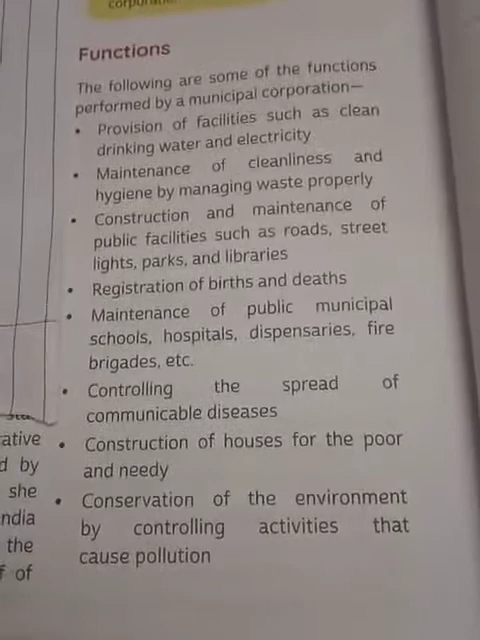 Functions
The following are some of the functions
performed by a municipal corporation—
• Provision of facilities such as clean
drinking water and electricity
• Maintenance of cleanliness and
hygiene by managing waste properly
• Construction and maintenance of
public facilities such as roads, street
lights, parks, and libraries
• Registration of births and deaths
• Maintenance of public municipal
schools, hospitals, dispensaries, fire
brigades, etc.
• Controlling the spread of
communicable diseases
• Construction of houses for the poor
and needy
• Conservation of the environment
by controlling activities that
cause pollution
ative
d by
she
ndia
the
f of